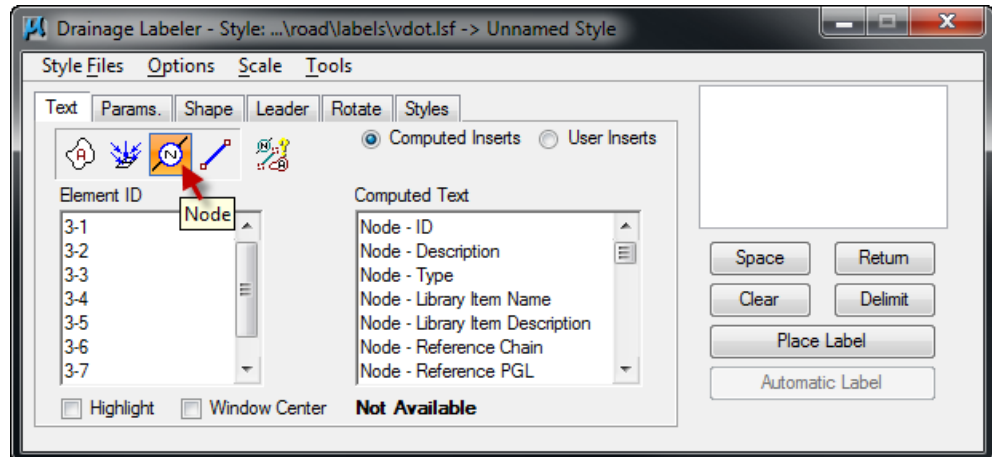 Drainage Labeler - Style: ...\road\labels\vdot.lsf -> Unnamed Style
Style Files Options Scale Tools
Text Params. Shape Leader Rotate Styles
Computed Inserts User Inserts
Element ID
Node
3-1
3-2
3-3
3-4
3-5
3-6
3-7
Computed Text
Node - ID
Node - Description
Node - Type
Node - Library Item Name
Node - Library Item Description
Node - Reference Chain
Node - Reference PGL
Highlight Window Center Not Available
Space Return
Clear Delimit
Place Label
Automatic Label